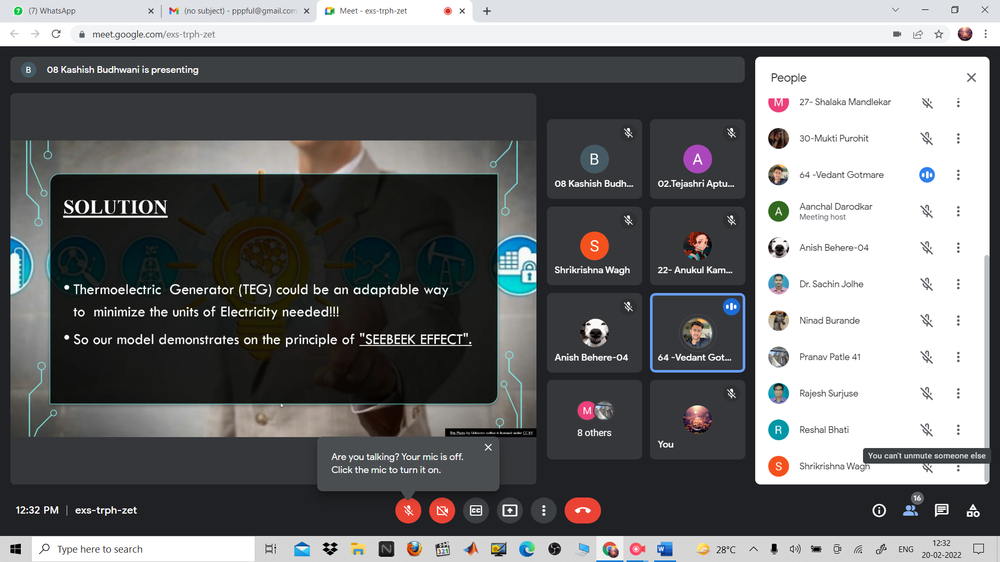 (7) WhatsApp
(no subject) - pppful@gmail.com
Meet - exs-trph-zet
meet.google.com/exs-trph-zet
B
08 Kashish Budhwani is presenting
SOLUTION
• Thermoelectric Generator (TEG) could be an adaptable way
to minimize the units of Electricity needed!!!
• So our model demonstrates on the principle of "SEEBEEK EFFECT".
This Photo by Unknown author is licensed under CC BY.
B
08 Kashish Budh...
A
02.Tejashri Aptu...
S
Shrikrishna Wagh
22- Anukul Kam...
Anish Behere-04
64 -Vedant Got...
M
8 others
You
People
M
27- Shalaka Mandlekar
30-Mukti Purohit
64 -Vedant Gotmare
A
Aanchal Darodkar
Meeting host
Anish Behere-04
Dr. Sachin Jolhe
Ninad Burande
Pranav Patle 41
Rajesh Surjuse
R
Reshal Bhati
You can't unmute someone else
S
Shrikrishna Wagh
Are you talking? Your mic is off.
Click the mic to turn it on.
12:32 PM | exs-trph-zet
CC
16
Type here to search
N
321
W
28°C
ENG
12:32
20-02-2022